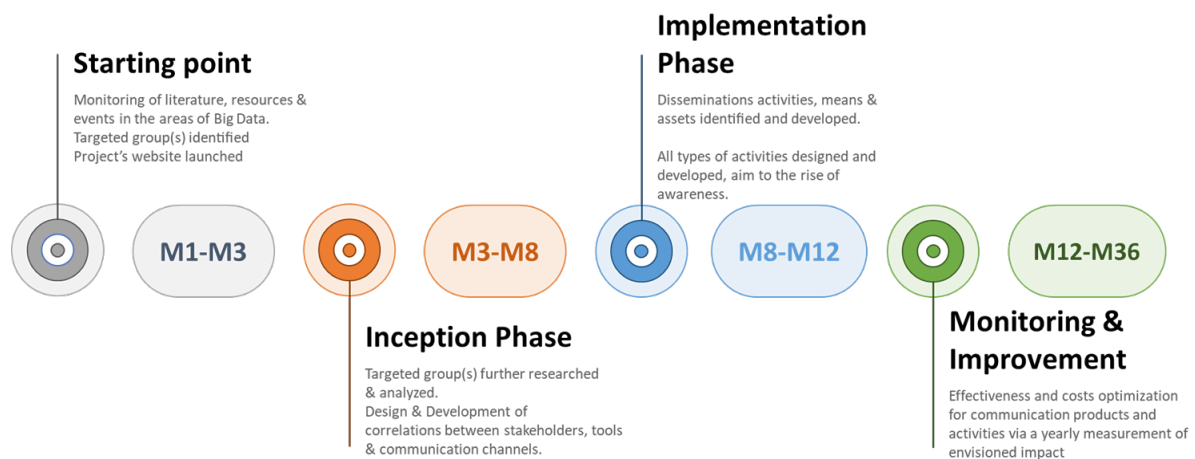 Starting point
Monitoring of literature, resources &
events in the areas of Big Data.
Targeted group(s) identified
Project's website launched
Implementation
Phase
Disseminations activities, means &
assets identified and developed.
All types of activities designed and
developed, aim to the rise of
awareness.
M1-M3
M3-M8
M8-M12
M12-M36
Inception Phase
Targeted group(s) further researched
& analyzed.
Design & Development of
correlations between stakeholders, tools
& communication channels.
Monitoring &
Improvement
Effectiveness and costs optimization
for communication products and
activities via a yearly measurement of
envisioned impact